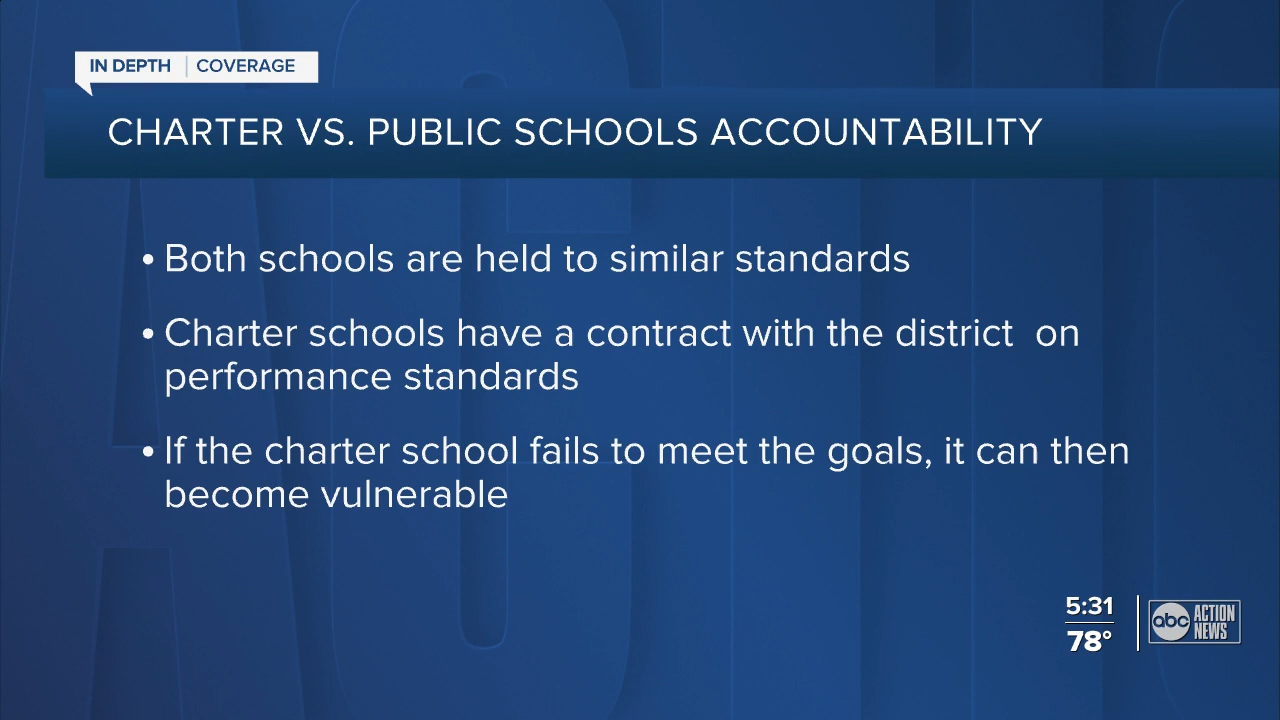 IN DEPTH | COVERAGE
CHARTER VS. PUBLIC SCHOOLS ACCOUNTABILITY
• Both schools are held to similar standards
• Charter schools have a contract with the district  on
performance standards
• If the charter school fails to meet the goals, it can then
become vulnerable
5:31
78°
abc ACTION
NEWS